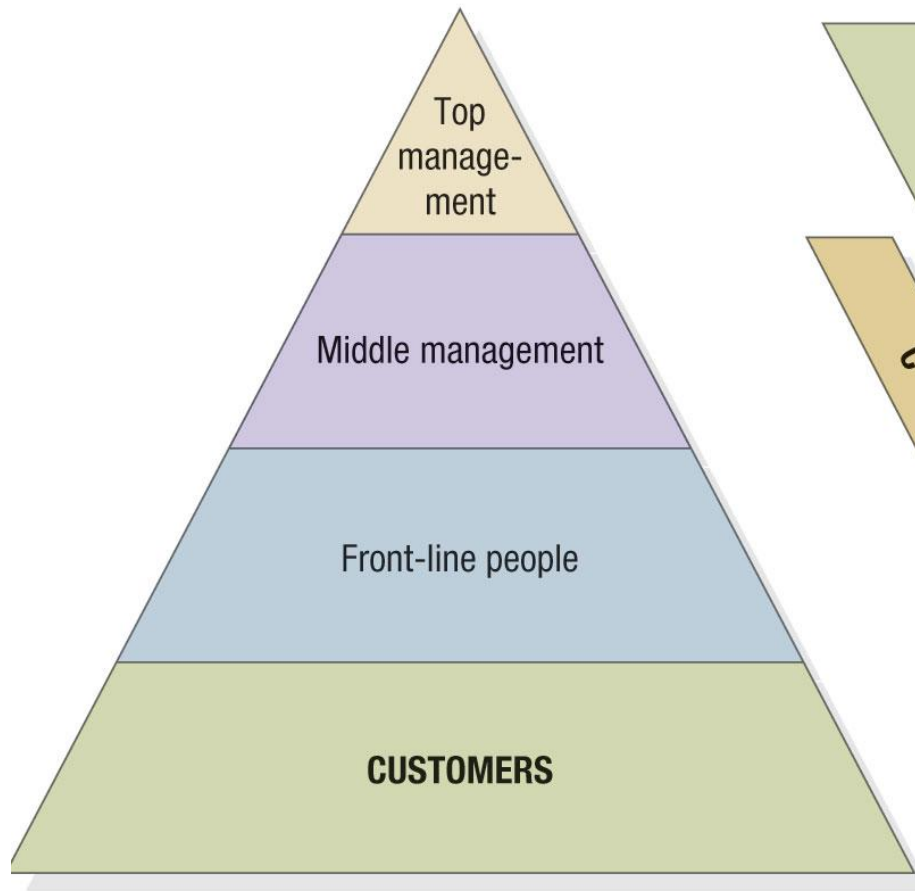 Top
manage-
ment
Middle management
Front-line people
CUSTOMERS